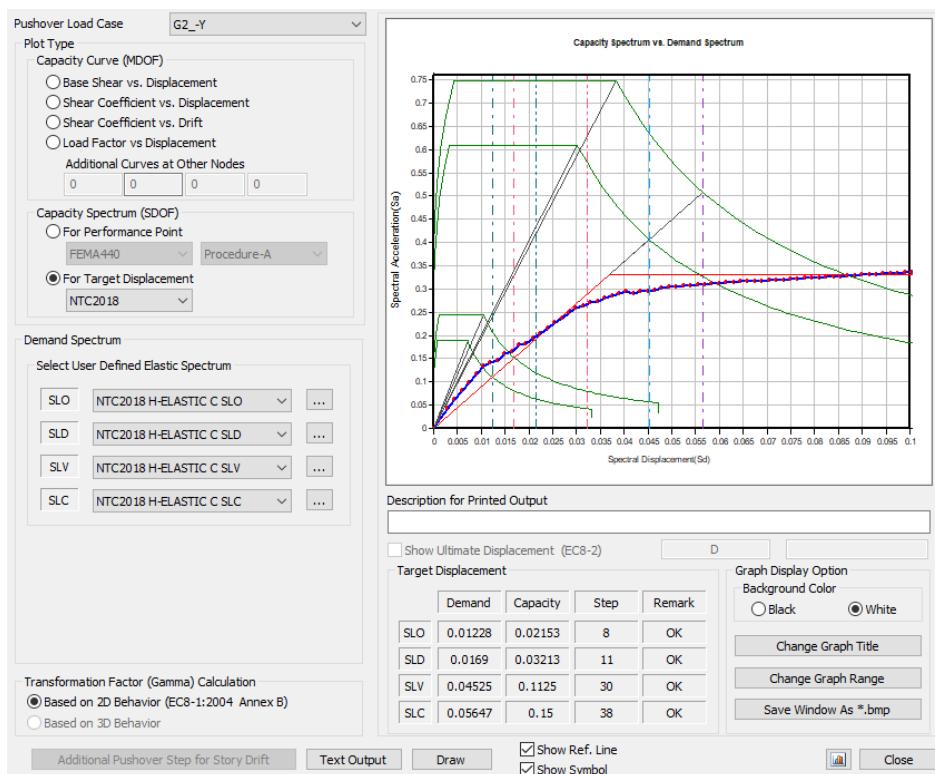 Pushover Load Case
G2_-Y
Plot Type
Capacity Curve (MDOF)
Base Shear vs. Displacement
Shear Coefficient vs. Displacement
Shear Coefficient vs. Drift
Load Factor vs Displacement
Additional Curves at Other Nodes
0 0 0 0
Capacity Spectrum (SDOF)
For Performance Point
FEMA440 Procedure-A
For Target Displacement
NTC2018
Demand Spectrum
Select User Defined Elastic Spectrum
SLO NTC2018 H-ELASTIC C SLO ...
SLD NTC2018 H-ELASTIC C SLD ...
SLV NTC2018 H-ELASTIC C SLV ...
SLC NTC2018 H-ELASTIC C SLC ...
Transformation Factor (Gamma) Calculation
Based on 2D Behavior (EC8-1:2004 Annex B)
Based on 3D Behavior
Additional Pushover Step for Story Drift
Text Output
Draw
Show Ref. Line
Show Symbol
Close
Capacity Spectrum vs. Demand Spectrum
Spectral Acceleration(Sa)
0.75
0.7
0.65
0.6
0.55
0.5
0.45
0.4
0.35
0.3
0.25
0.2
0.15
0.1
0.05
0
0 0.005 0.01 0.015 0.02 0.025 0.03 0.035 0.04 0.045 0.05 0.055 0.06 0.065 0.07 0.075 0.08 0.085 0.09 0.095 0.1
Spectral Displacement(Sd)
Description for Printed Output
Show Ultimate Displacement (EC8-2)
D
Target Displacement
Demand Capacity Step Remark
SLO 0.01228 0.02153 8 OK
SLD 0.0169 0.03213 11 OK
SLV 0.04525 0.1125 30 OK
SLC 0.05647 0.15 38 OK
Graph Display Option
Background Color
Black White
Change Graph Title
Change Graph Range
Save Window As *.bmp